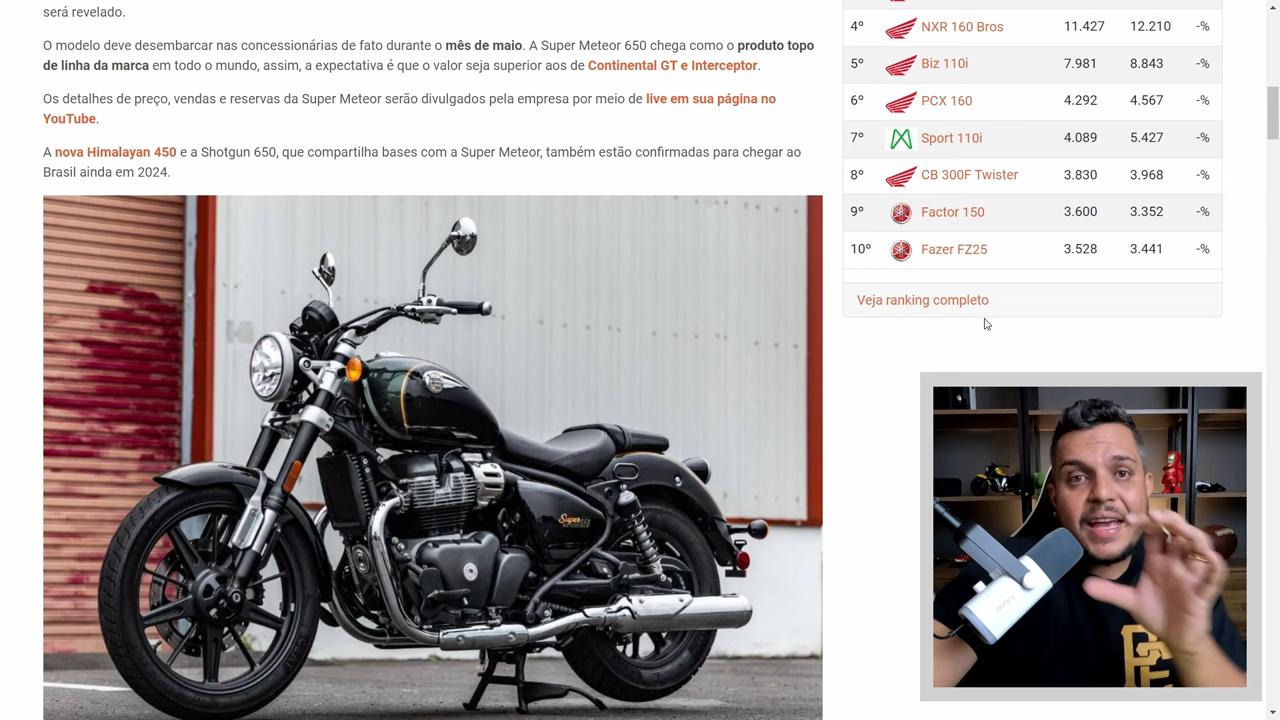 será revelado.
O modelo deve desembarcar nas concessionárias de fato durante o mês de maio. A Super Meteor 650 chega como o produto topo
de linha da marca em todo o mundo, assim, a expectativa é que o valor seja superior aos de Continental GT e Interceptor.
Os detalhes de preço, vendas e reservas da Super Meteor serão divulgados pela empresa por meio de live em sua página no
YouTube.
A nova Himalayan 450 e a Shotgun 650, que compartilha bases com a Super Meteor, também estão confirmadas para chegar ao
Brasil ainda em 2024.
Super
4º NXR 160 Bros 11.427 12.210 -%
5º Biz 110i 7.981 8.843 -%
6º PCX 160 4.292 4.567 -%
7º Sport 110i 4.089 5.427 -%
8º CB 300F Twister 3.830 3.968 -%
9º Factor 150 3.600 3.352 -%
10º Fazer FZ25 3.528 3.441 -%
Veja ranking completo